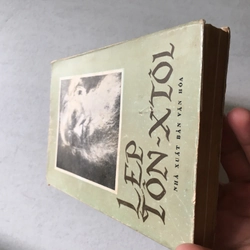 LEP
TÔN-XTÔI
NHÀ XUẤT BẢN VĂN HÓA